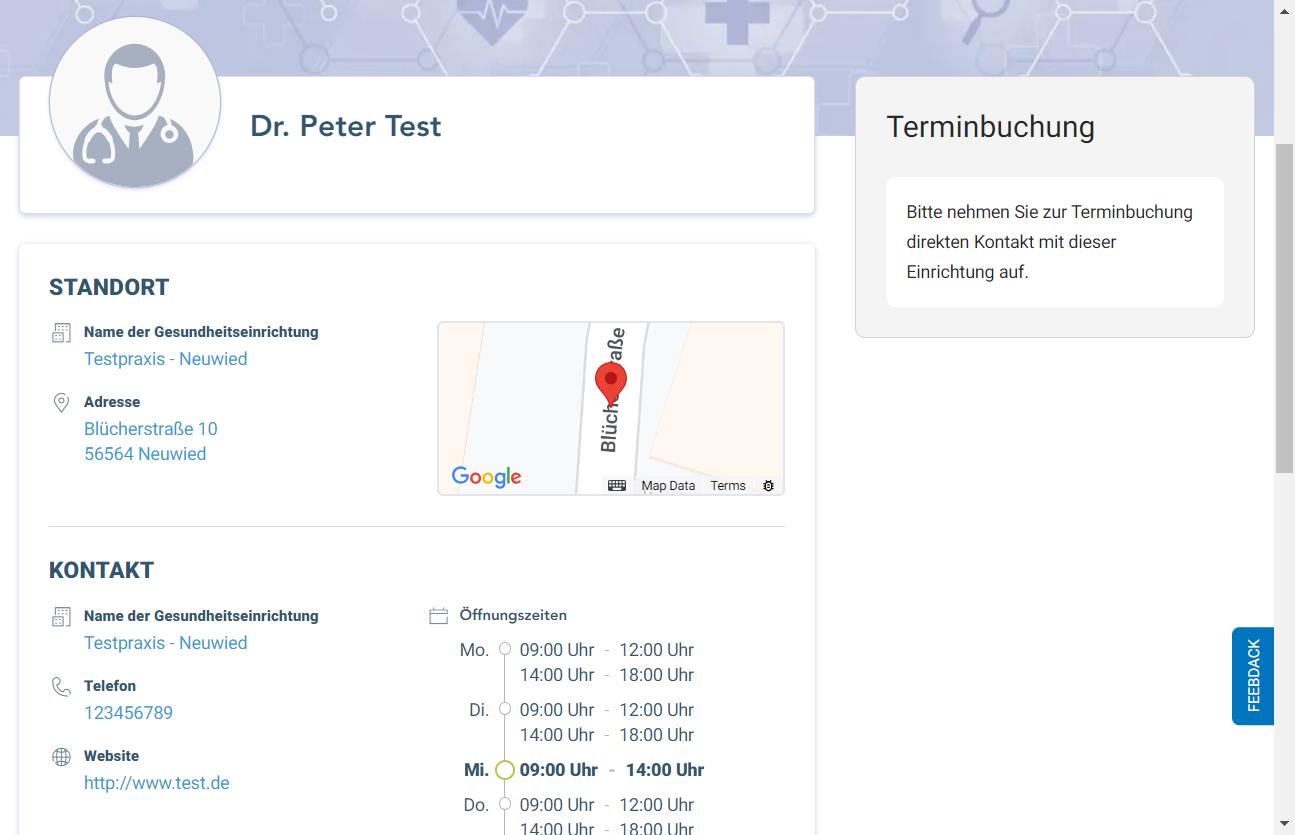 Dr. Peter Test
Terminbuchung
Bitte nehmen Sie zur Terminbuchung
direkten Kontakt mit dieser
Einrichtung auf.
STANDORT
Name der Gesundheitseinrichtung
Testpraxis - Neuwied
Adresse
Blücherstraße 10
56564 Neuwied
Google
Map Data
Terms
KONTAKT
Name der Gesundheitseinrichtung
Testpraxis - Neuwied
Telefon
123456789
Website
http://www.test.de
Öffnungszeiten
Mo. 09:00 Uhr - 12:00 Uhr
14:00 Uhr - 18:00 Uhr
Di. 09:00 Uhr - 12:00 Uhr
14:00 Uhr - 18:00 Uhr
Mi. 09:00 Uhr - 14:00 Uhr
Do. 09:00 Uhr - 12:00 Uhr
14:00 Uhr - 18:00 Uhr
FEEBDACK